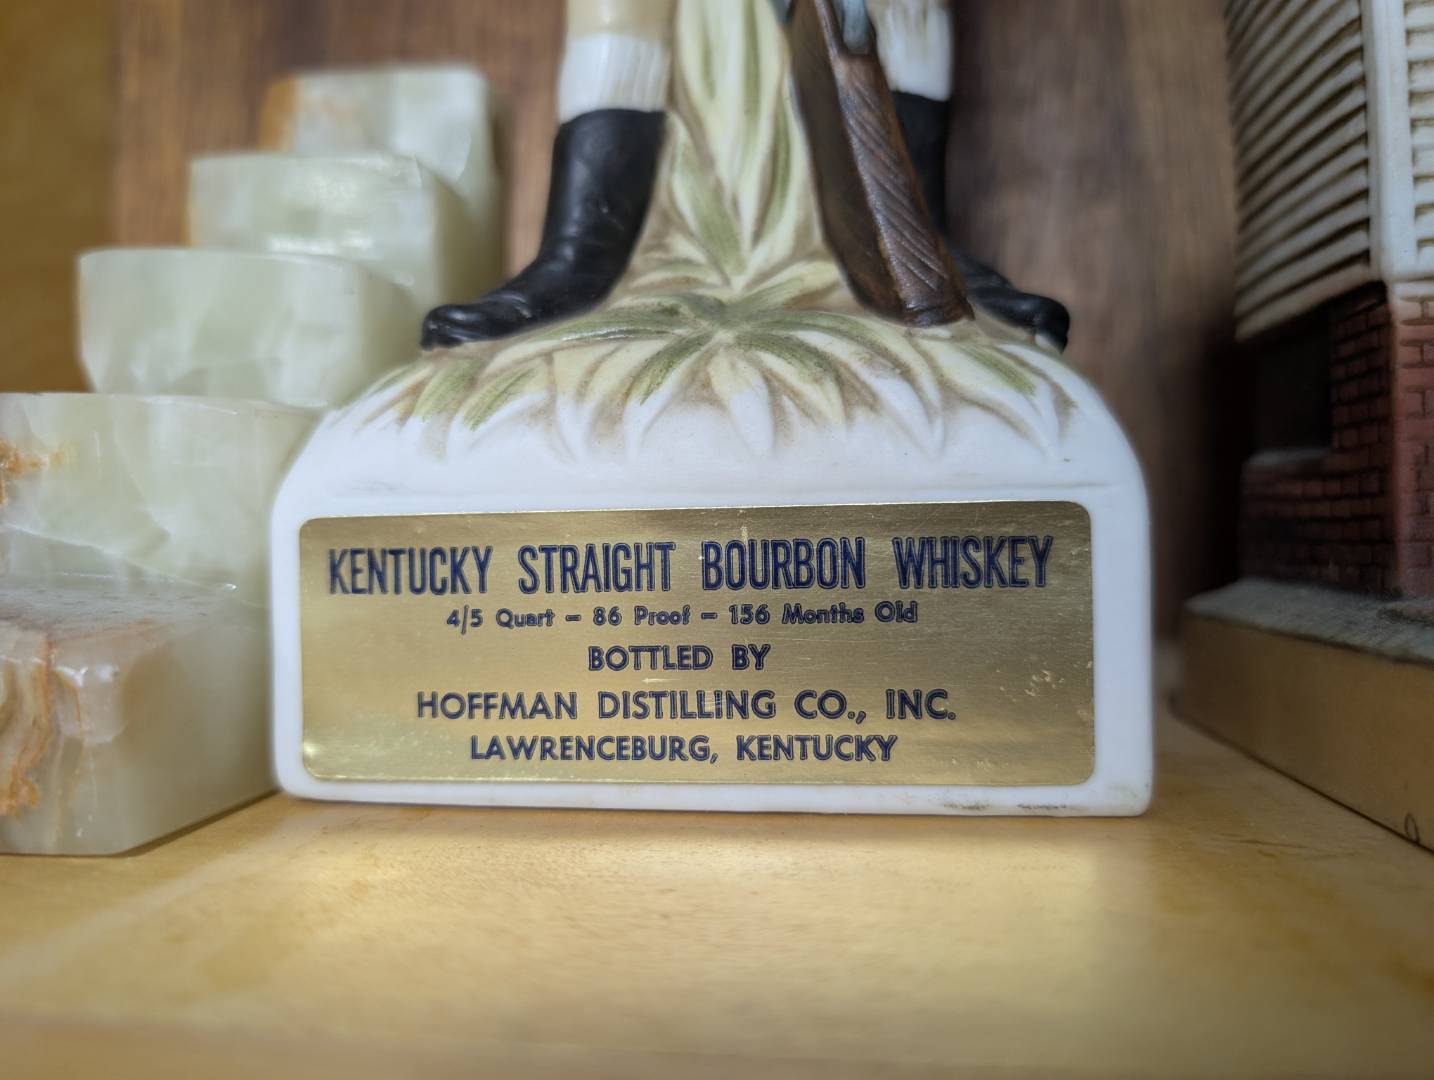 KENTUCKY STRAIGHT BOURBON WHISKEY
4/5 Quart – 86 Proof – 156 Months Old
BOTTLED BY
HOFFMAN DISTILLING CO., INC.
LAWRENCEBURG, KENTUCKY